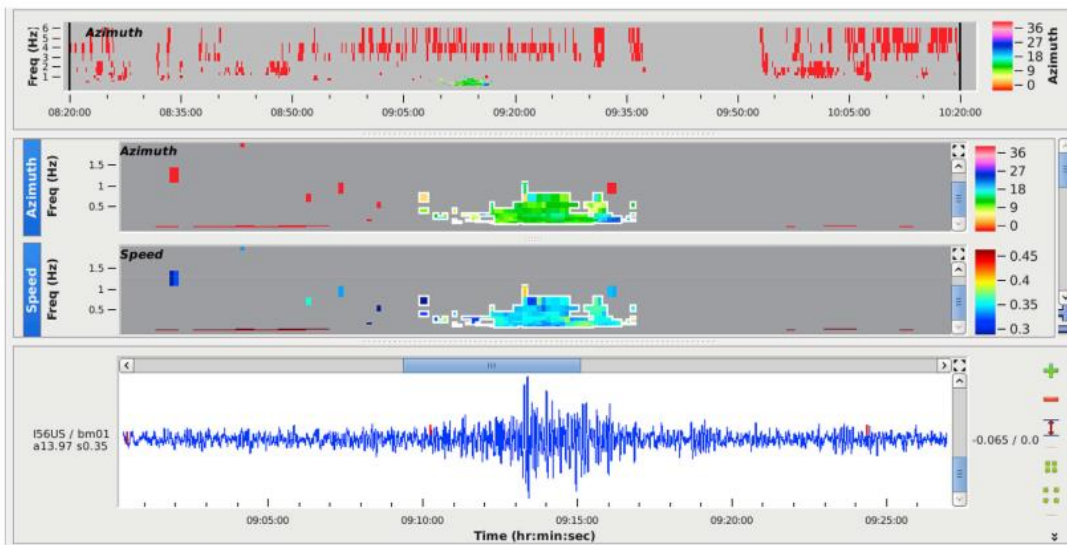 Azimuth
Freq (Hz)
6
5
4
3
2
1
08:20:00 08:35:00 08:50:00 09:05:00 09:20:00 09:35:00 09:50:00 10:05:00 10:20:00
36
27
18
9
0
Azimuth
Azimuth
Freq (Hz)
Azimuth
1.5
1
0.5
36
27
18
9
0
Speed
Freq (Hz)
Speed
1.5
1
0.5
0.45
0.4
0.35
0.3
I56US / bm01
a13.97 s0.35
-0.065 / 0.0
09:05:00 09:10:00 09:15:00 09:20:00 09:25:00
Time (hr:min:sec)